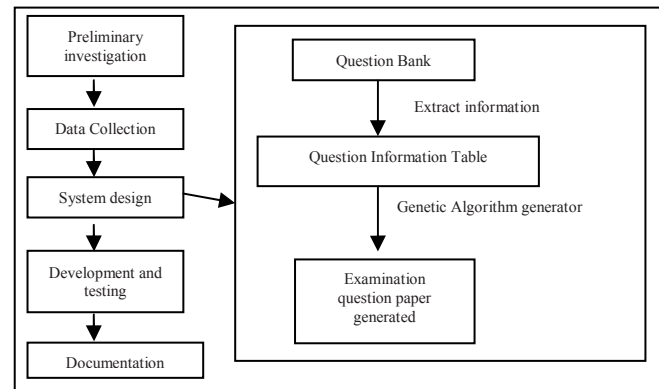 Preliminary
investigation
Data Collection
System design
Development and
testing
Documentation
Question Bank
Extract information
Question Information Table
Genetic Algorithm generator
Examination
question paper
generated